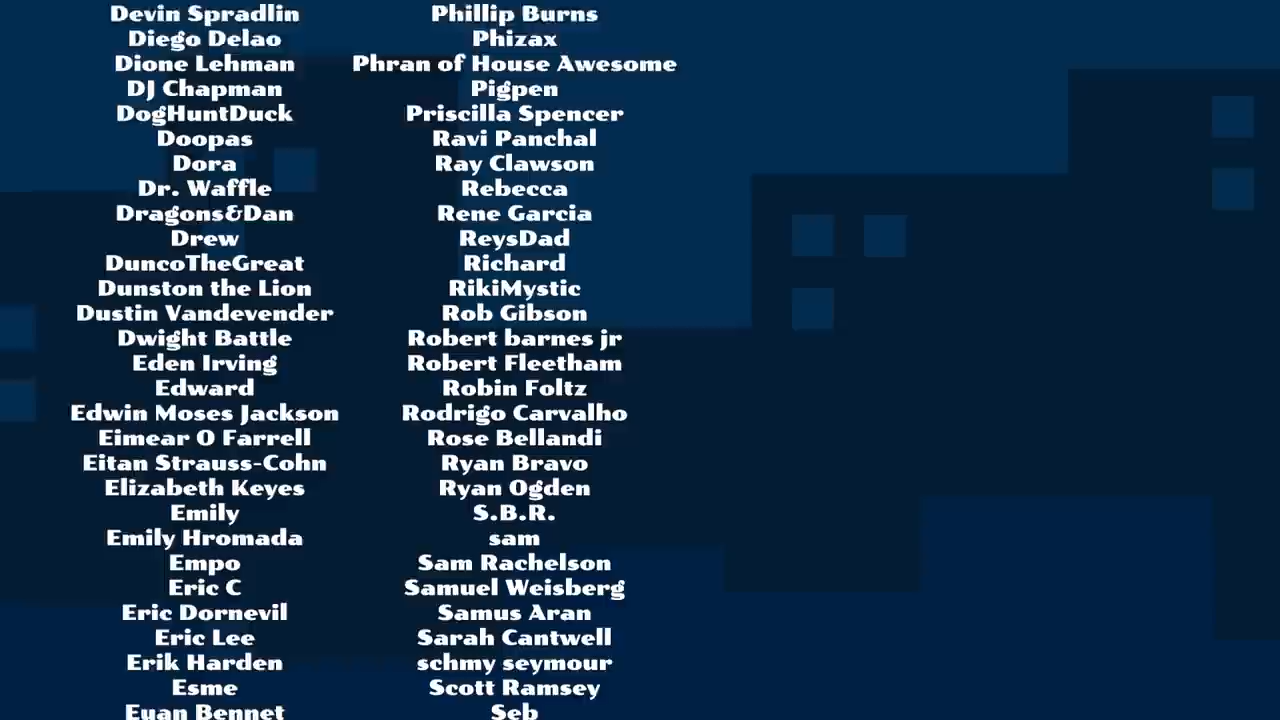 Devin Spradlin
Diego Delao
Dione Lehman
DJ Chapman
DogHuntDuck
Doopas
Dora
Dr. Waffle
Dragons&Dan
Drew
DuncoTheGreat
Dunston the Lion
Dustin Vandevender
Dwight Battle
Eden Irving
Edward
Edwin Moses Jackson
Eimear O Farrell
Eitan Strauss-Cohn
Elizabeth Keyes
Emily
Emily Hromada
Empo
Eric C
Eric Dornevil
Eric Lee
Erik Harden
Esme
Euan Bennet
Phillip Burns
Phizax
Phran of House Awesome
Pigpen
Priscilla Spencer
Ravi Panchal
Ray Clawson
Rebecca
Rene Garcia
ReysDad
Richard
RikiMystic
Rob Gibson
Robert barnes jr
Robert Fleetham
Robin Foltz
Rodrigo Carvalho
Rose Bellandi
Ryan Bravo
Ryan Ogden
S.B.R.
sam
Sam Rachelson
Samuel Weisberg
Samus Aran
Sarah Cantwell
schmy seymour
Scott Ramsey
Seb